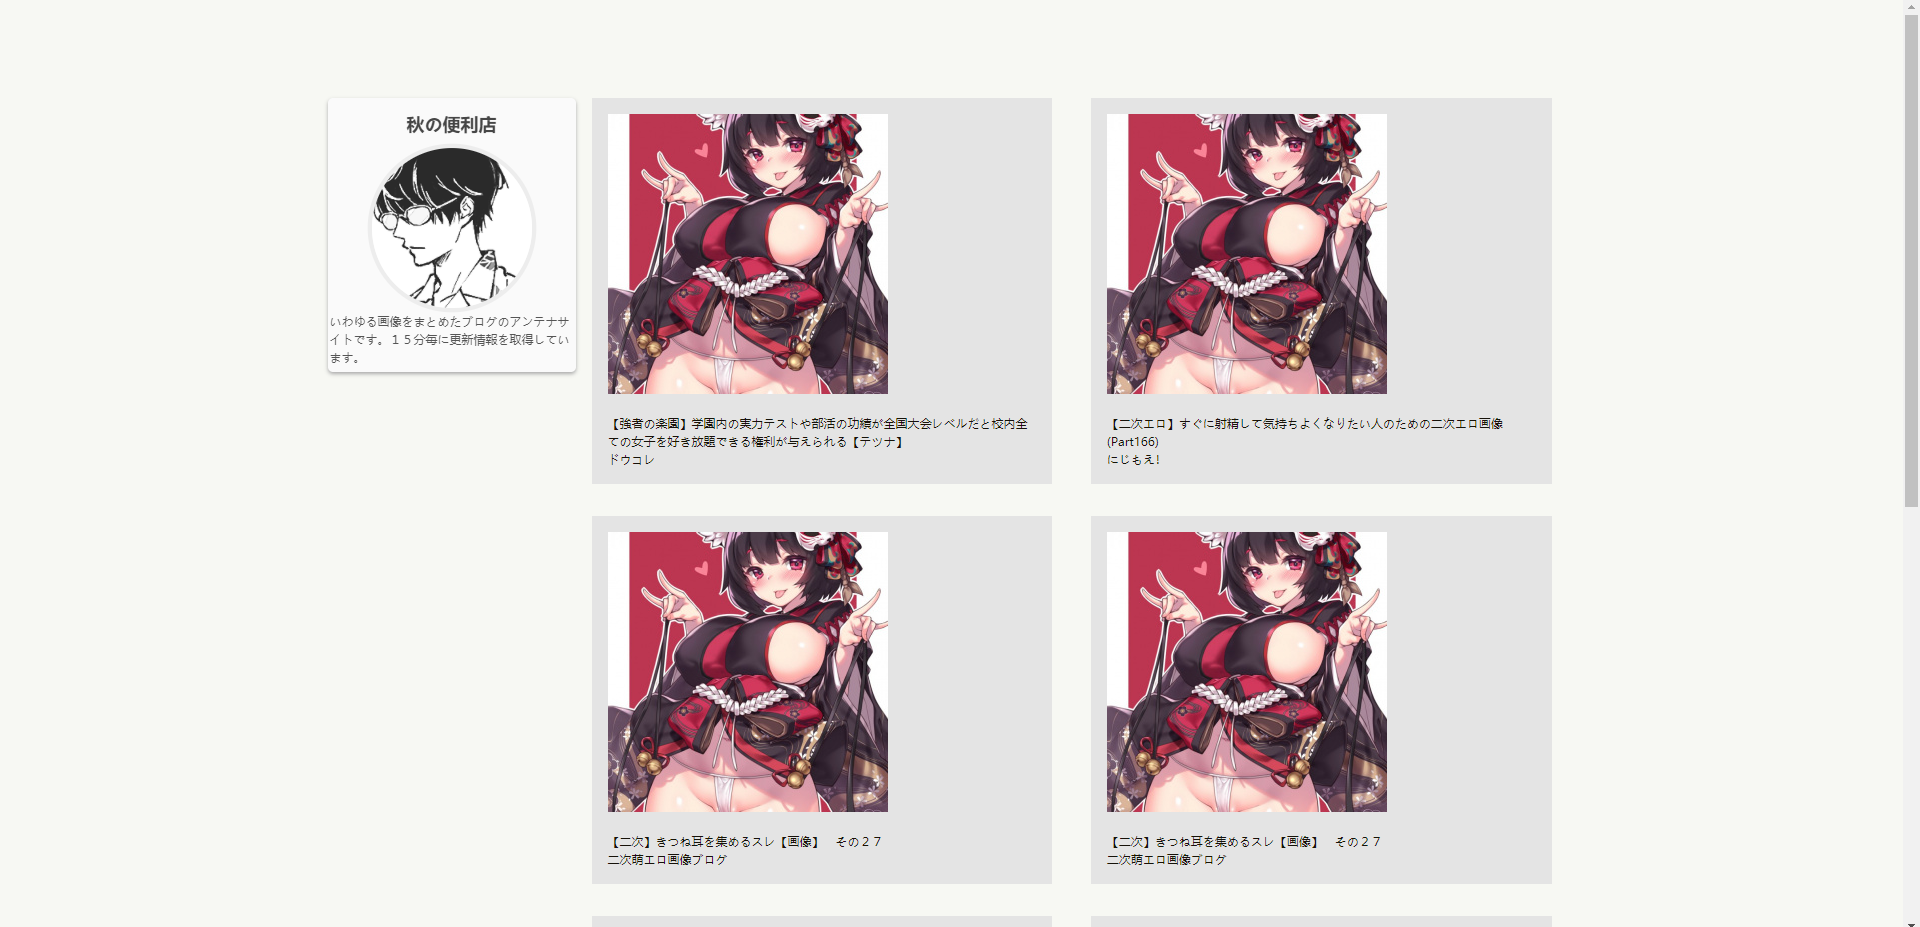 秋の便利店
いわゆる画像をまとめたブログのアンテナサ
イトです。１５分毎に更新情報を取得してい
ます。
【強者の楽園】学園内の実力テストや部活の功績が全国大会レベルだと校内全
ての女子を好き放題できる権利が与えられる【テツナ】
ドウコレ
【二次エロ】すぐに射精して気持ちよくなりたい人のための二次エロ画像
(Part166)
にじもえ！
【二次】きつね耳を集めるスレ【画像】　その２７
二次萌エロ画像ブログ
【二次】きつね耳を集めるスレ【画像】　その２７
二次萌エロ画像ブログ